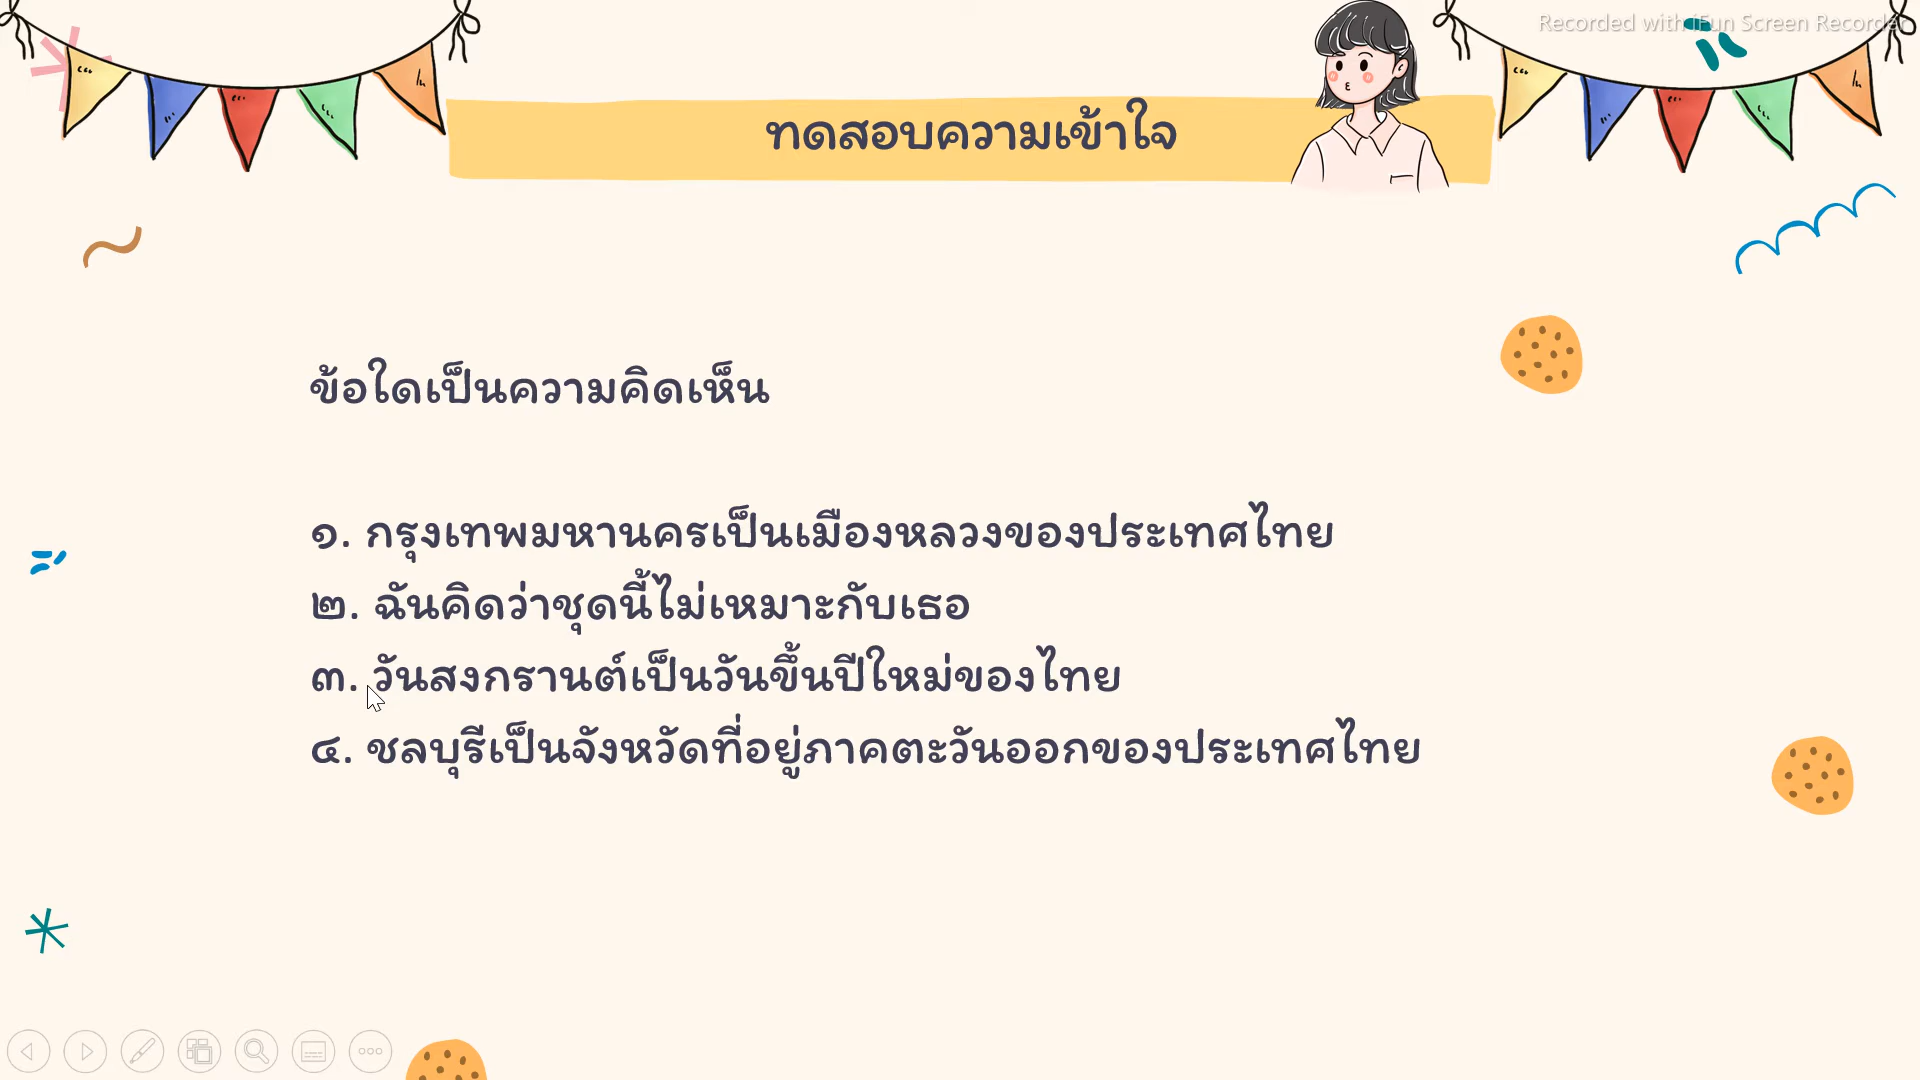 Recorded with iFun Screen Recorder
ทดสอบความเข้าใจ
ข้อใดเป็นความคิดเห็น
๑. กรุงเทพมหานครเป็นเมืองหลวงของประเทศไทย
๒. ฉันคิดว่าชุดนี้ไม่เหมาะกับเธอ
๓. วันสงกรานต์เป็นวันขึ้นปีใหม่ของไทย
๔. ชลบุรีเป็นจังหวัดที่อยู่ภาคตะวันออกของประเทศไทย